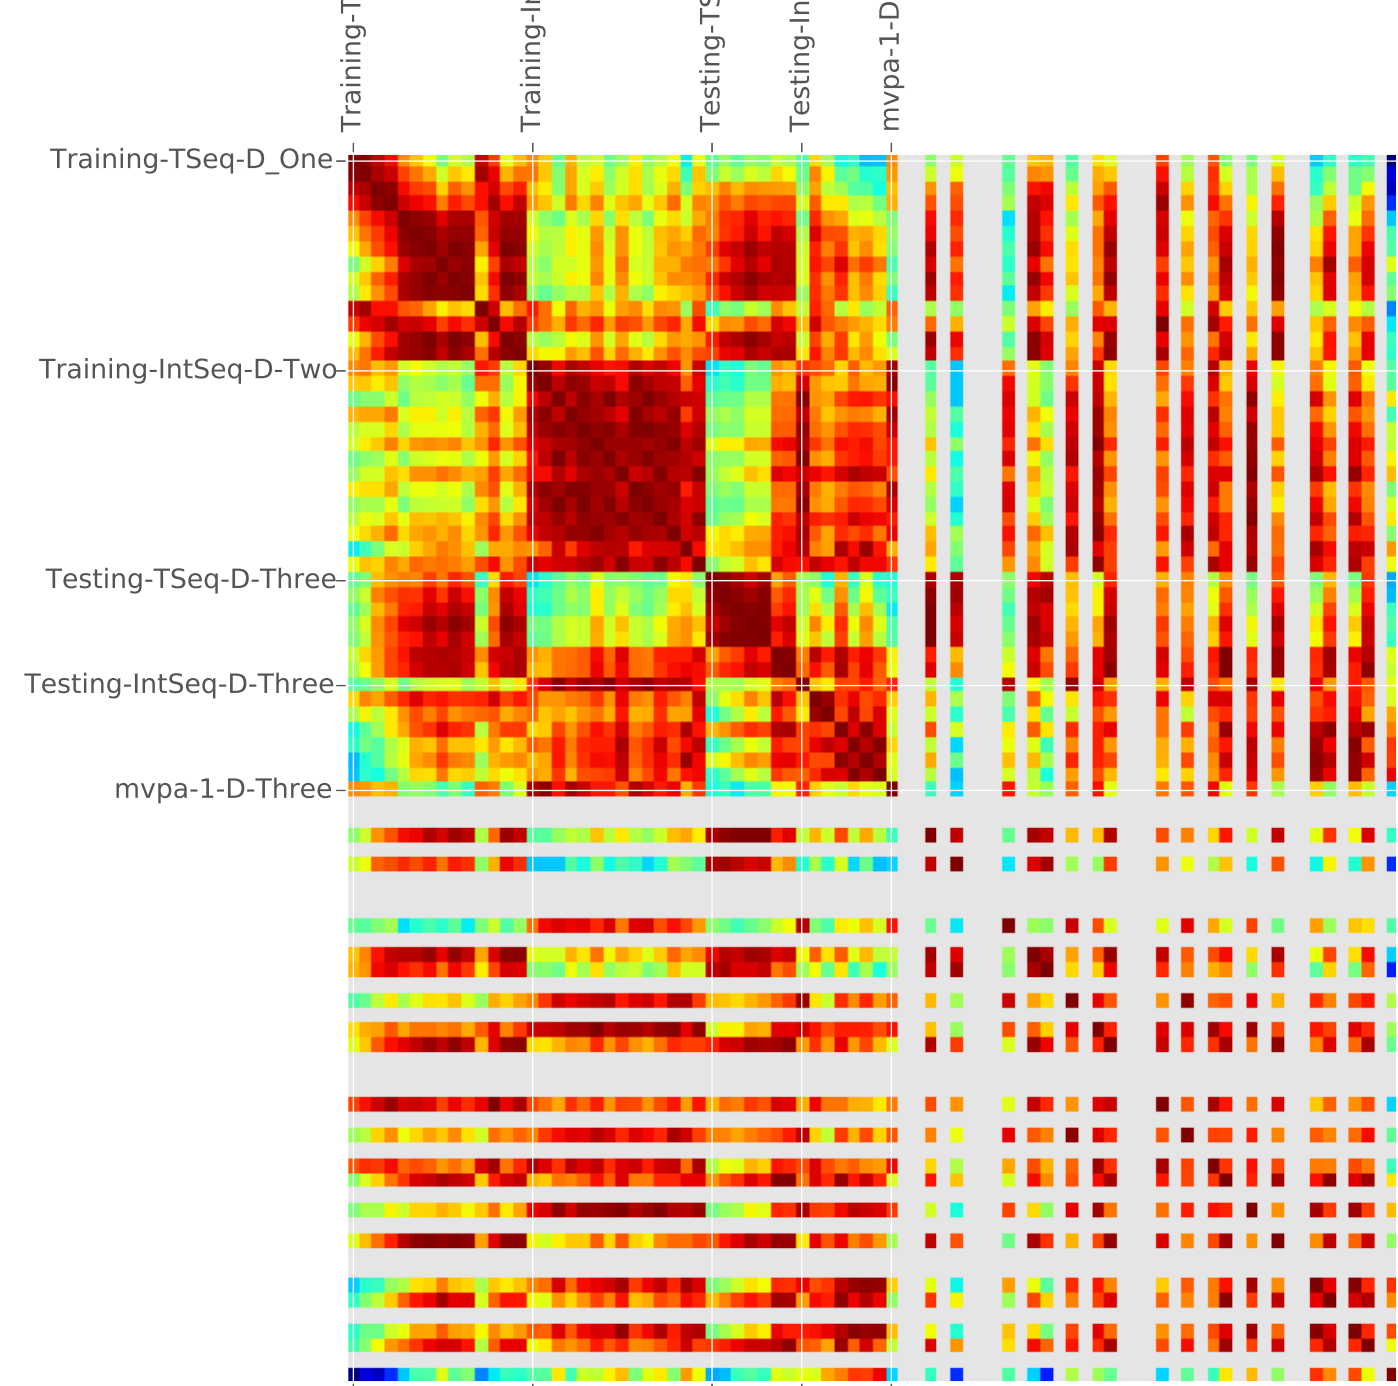 Training-T
Training-I
Testing-TS
Testing-In
mvpa-1-D
Training-TSeq-D_One
Training-IntSeq-D-Two
Testing-TSeq-D-Three
Testing-IntSeq-D-Three
mvpa-1-D-Three